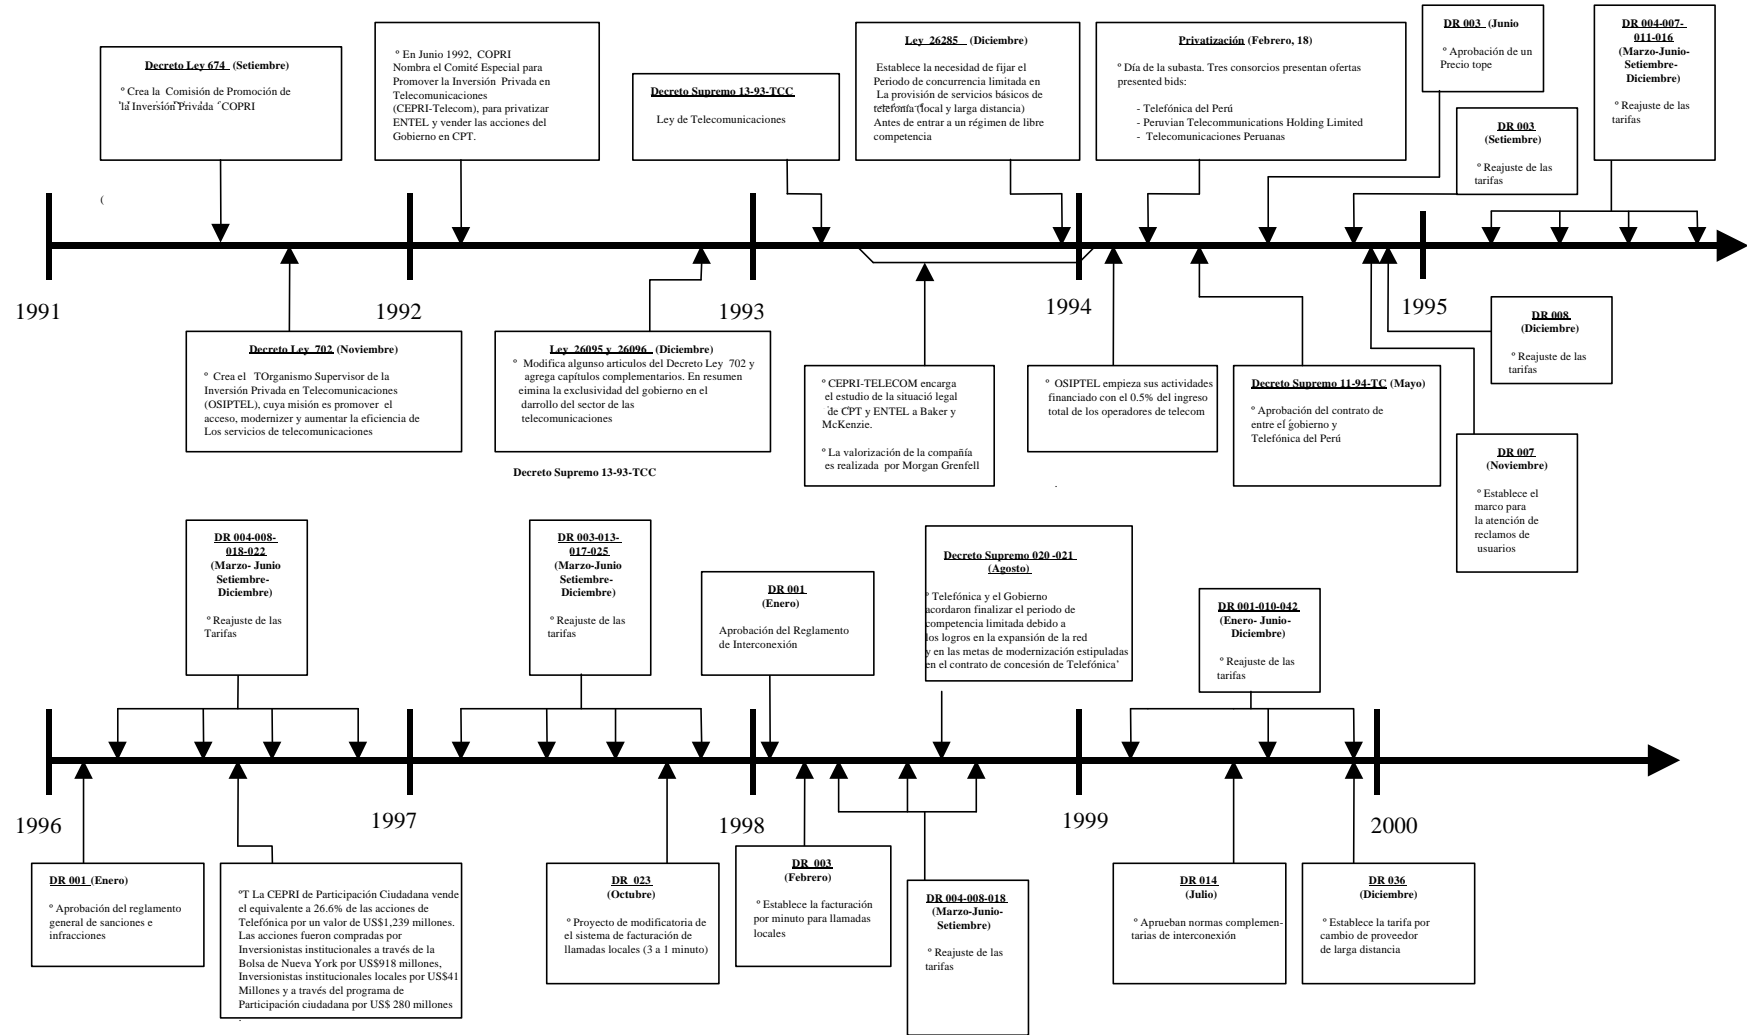 Decreto Ley 674 (Setiembre)
° Crea la Comisión de Promoción de
la Inversión Privada COPRI
° En Junio 1992, COPRI
Nombra el Comité Especial para
Promover la Inversión Privada en
Telecomunicaciones
(CEPRI-Telecom), para privatizar
ENTEL y vender las acciones del
Gobierno en CPT.
Decreto Supremo 13-93-TCC
Ley de Telecomunicaciones
Ley 26285 (Diciembre)
Establece la necesidad de fijar el
Periodo de concurrencia limitada en
La provisión de servicios básicos de
telefonía (local y larga distancia)
Antes de entrar a un régimen de libre
competencia
Privatización (Febrero, 18)
° Día de la subasta. Tres consorcios presentan ofertas
presented bids:
- Telefónica del Perú
- Peruvian Telecommunications Holding Limited
- Telecomunicaciones Peruanas
DR 003 (Junio
° Aprobación de un
Precio tope
DR 003
(Setiembre)
° Reajuste de las
tarifas
DR 004-007-
011-016
(Marzo-Junio-
Setiembre-
Diciembre)
° Reajuste de las
tarifas
(
1991
1992
1993
1994
1995
Decreto Ley 702 (Noviembre)
° Crea el TOrganismo Supervisor de la
Inversión Privada en Telecomunicaciones
(OSIPTEL), cuya misión es promover el
acceso, modernizer y aumentar la eficiencia de
Los servicios de telecomunicaciones
Ley 26095 y 26096 (Diciembre)
° Modifica algunso articulos del Decreto Ley 702 y
agrega capítulos complementarios. En resumen
eimina la exclusividad del gobierno en el
darrollo del sector de las
telecomunicaciones
Decreto Supremo 13-93-TCC
° CEPRI-TELECOM encarga
el estudio de la situació legal
de CPT y ENTEL a Baker y
McKenzie.
° La valorización de la compañía
es realizada por Morgan Grenfell
° OSIPTEL empieza sus actividades
financiado con el 0.5% del ingreso
total de los operadores de telecom
.
Decreto Supremo 11-94-TC (Mayo)
° Aprobación del contrato de
entre el gobierno y
Telefónica del Perú
DR 008
(Diciembre)
° Reajuste de las
tarifas
DR 007
(Noviembre)
° Establece el
marco para
la atención de
reclamos de
usuarios
DR 004-008-
018-022
(Marzo- Junio
Setiembre-
Diciembre)
° Reajuste de las
Tarifas
DR 003-013-
017-025
(Marzo-Junio
Setiembre-
Diciembre)
° Reajuste de las
tarifas
DR 001
(Enero)
Aprobación del Reglamento
de Interconexión
Decreto Supremo 020 -021
(Agosto)
° Telefónica y el Gobierno
acordaron finalizar el periodo de
competencia limitada debido a
los logros en la expansión de la red
y en las metas de modernización estipuladas
en el contrato de concesión de Telefónica'
DR 001-010-042
(Enero- Junio-
Diciembre)
° Reajuste de las
tarifas
1996
1997
1998
1999
2000
DR 001 (Enero)
° Aprobación del reglamento
general de sanciones e
infracciones
°T La CEPRI de Participación Ciudadana vende
el equivalente a 26.6% de las acciones de
Telefónica por un valor de US$1,239 millones.
Las acciones fueron compradas por
Inversionistas institucionales a través de la
Bolsa de Nueva York por US$918 millones,
Inversionistas institucionales locales por US$41
Millones y a través del programa de
Participación ciudadana por US$ 280 millones
.
DR 023
(Octubre)
° Proyecto de modificatoria de
el sistema de facturación de
llamadas locales (3 a 1 minuto)
DR 003
(Febrero)
° Establece la facturación
por minuto para llamadas
locales
DR 004-008-018
(Marzo-Junio-
Setiembre)
° Reajuste de las
tarifas
DR 014
(Julio)
° Aprueban normas complemen-
tarias de interconexión
DR 036
(Diciembre)
° Establece la tarifa por
cambio de proveedor
de larga distancia